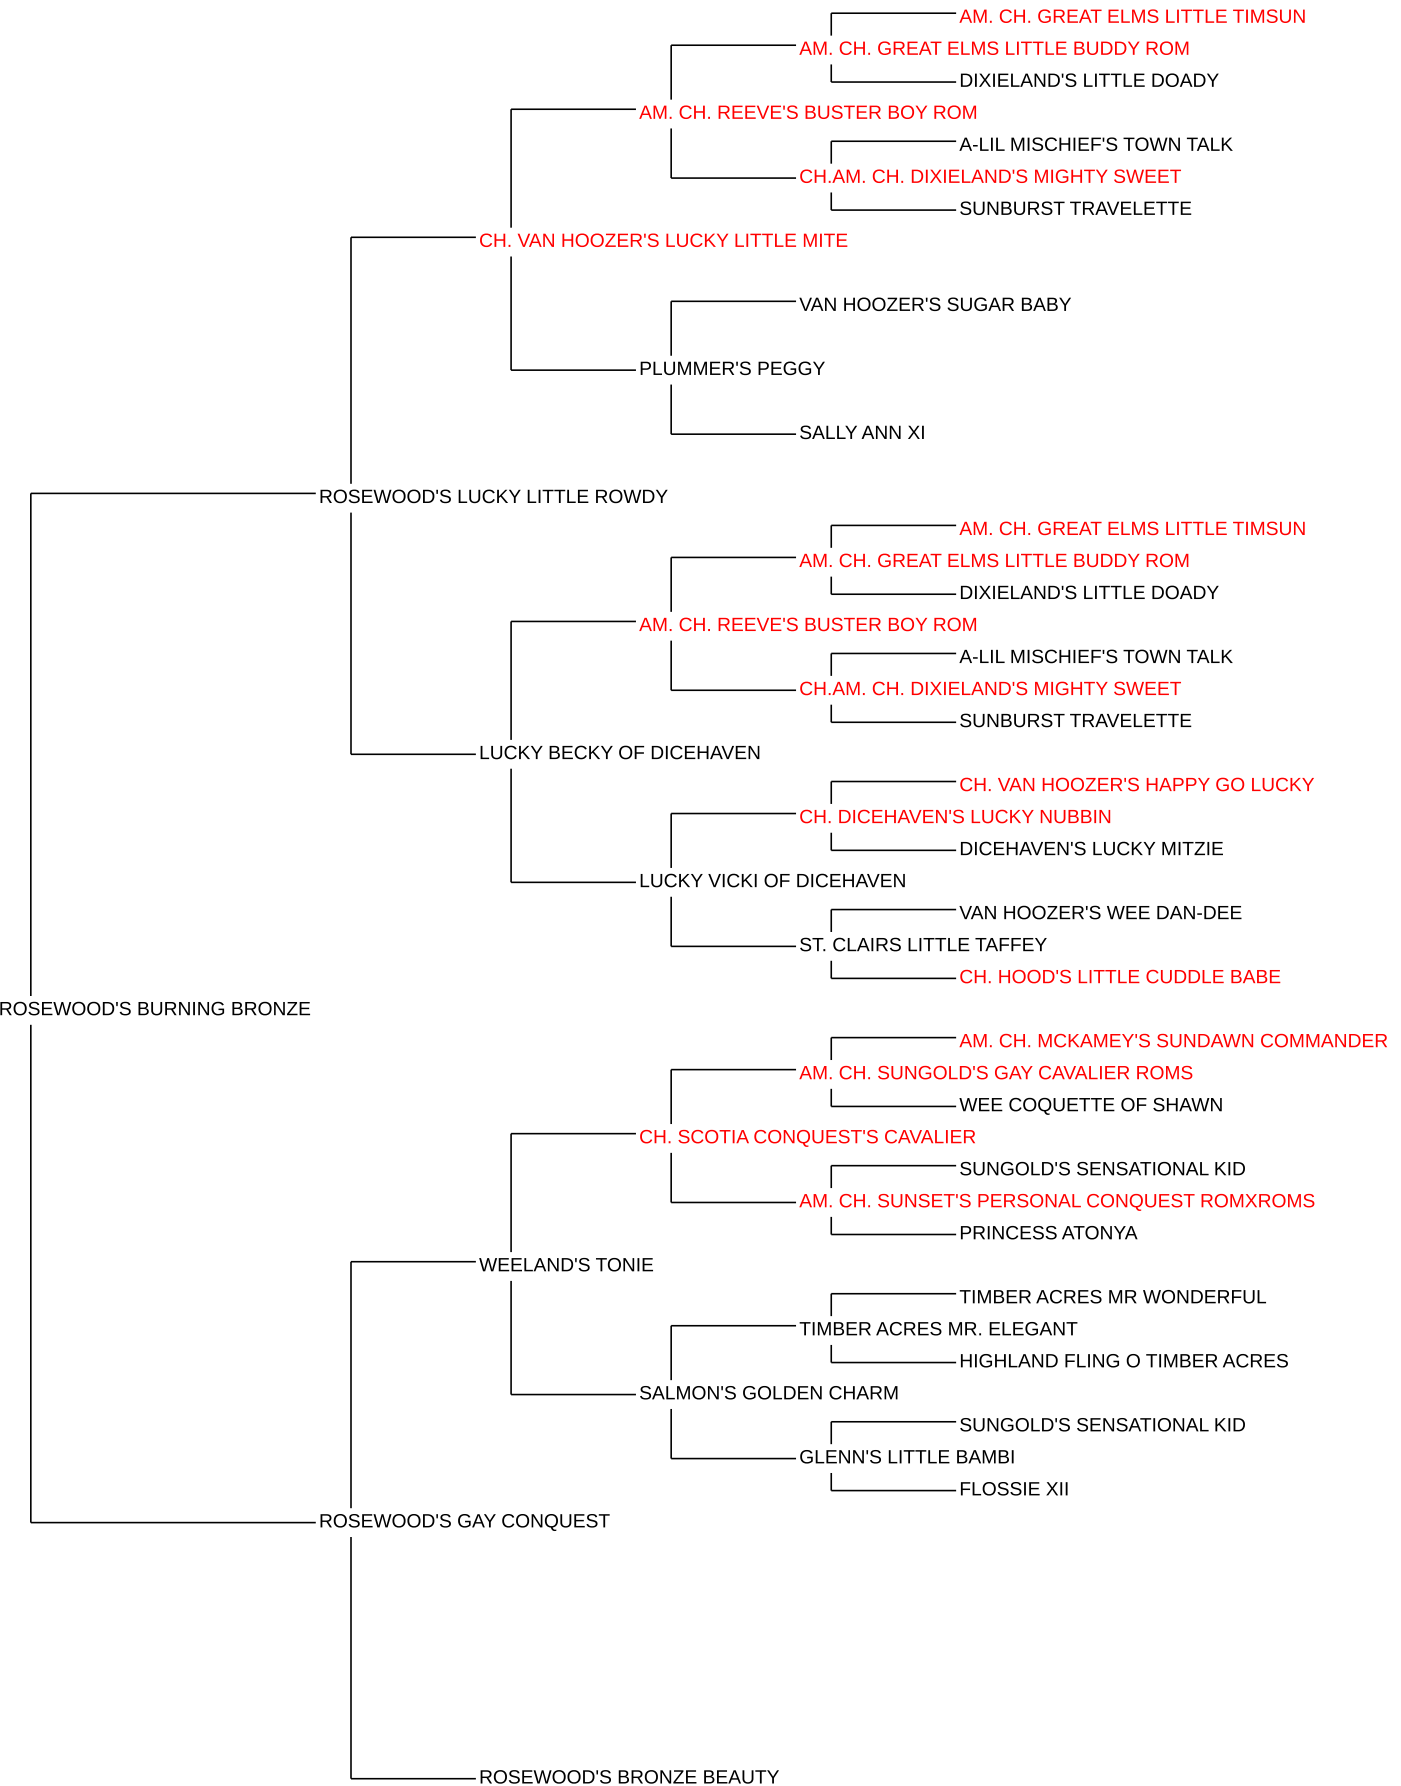 AM. CH. GREAT ELMS LITTLE TIMSUN
AM. CH. GREAT ELMS LITTLE BUDDY ROM
DIXIELAND'S LITTLE DOADY
AM. CH. REEVE'S BUSTER BOY ROM
A-LIL MISCHIEF'S TOWN TALK
CH.AM. CH. DIXIELAND'S MIGHTY SWEET
SUNBURST TRAVELETTE
CH. VAN HOOZER'S LUCKY LITTLE MITE
VAN HOOZER'S SUGAR BABY
PLUMMER'S PEGGY
SALLY ANN XI
ROSEWOOD'S LUCKY LITTLE ROWDY
AM. CH. GREAT ELMS LITTLE TIMSUN
AM. CH. GREAT ELMS LITTLE BUDDY ROM
DIXIELAND'S LITTLE DOADY
AM. CH. REEVE'S BUSTER BOY ROM
A-LIL MISCHIEF'S TOWN TALK
CH.AM. CH. DIXIELAND'S MIGHTY SWEET
SUNBURST TRAVELETTE
LUCKY BECKY OF DICEHAVEN
CH. VAN HOOZER'S HAPPY GO LUCKY
CH. DICEHAVEN'S LUCKY NUBBIN
DICEHAVEN'S LUCKY MITZIE
LUCKY VICKI OF DICEHAVEN
VAN HOOZER'S WEE DAN-DEE
ST. CLAIRS LITTLE TAFFEY
CH. HOOD'S LITTLE CUDDLE BABE
ROSEWOOD'S BURNING BRONZE
AM. CH. MCKAMEY'S SUNDAWN COMMANDER
AM. CH. SUNGOLD'S GAY CAVALIER ROMS
WEE COQUETTE OF SHAWN
CH. SCOTIA CONQUEST'S CAVALIER
SUNGOLD'S SENSATIONAL KID
AM. CH. SUNSET'S PERSONAL CONQUEST ROMXROMS
PRINCESS ATONYA
WEELAND'S TONIE
TIMBER ACRES MR WONDERFUL
TIMBER ACRES MR. ELEGANT
HIGHLAND FLING O TIMBER ACRES
SALMON'S GOLDEN CHARM
SUNGOLD'S SENSATIONAL KID
GLENN'S LITTLE BAMBI
FLOSSIE XII
ROSEWOOD'S GAY CONQUEST
ROSEWOOD'S BRONZE BEAUTY